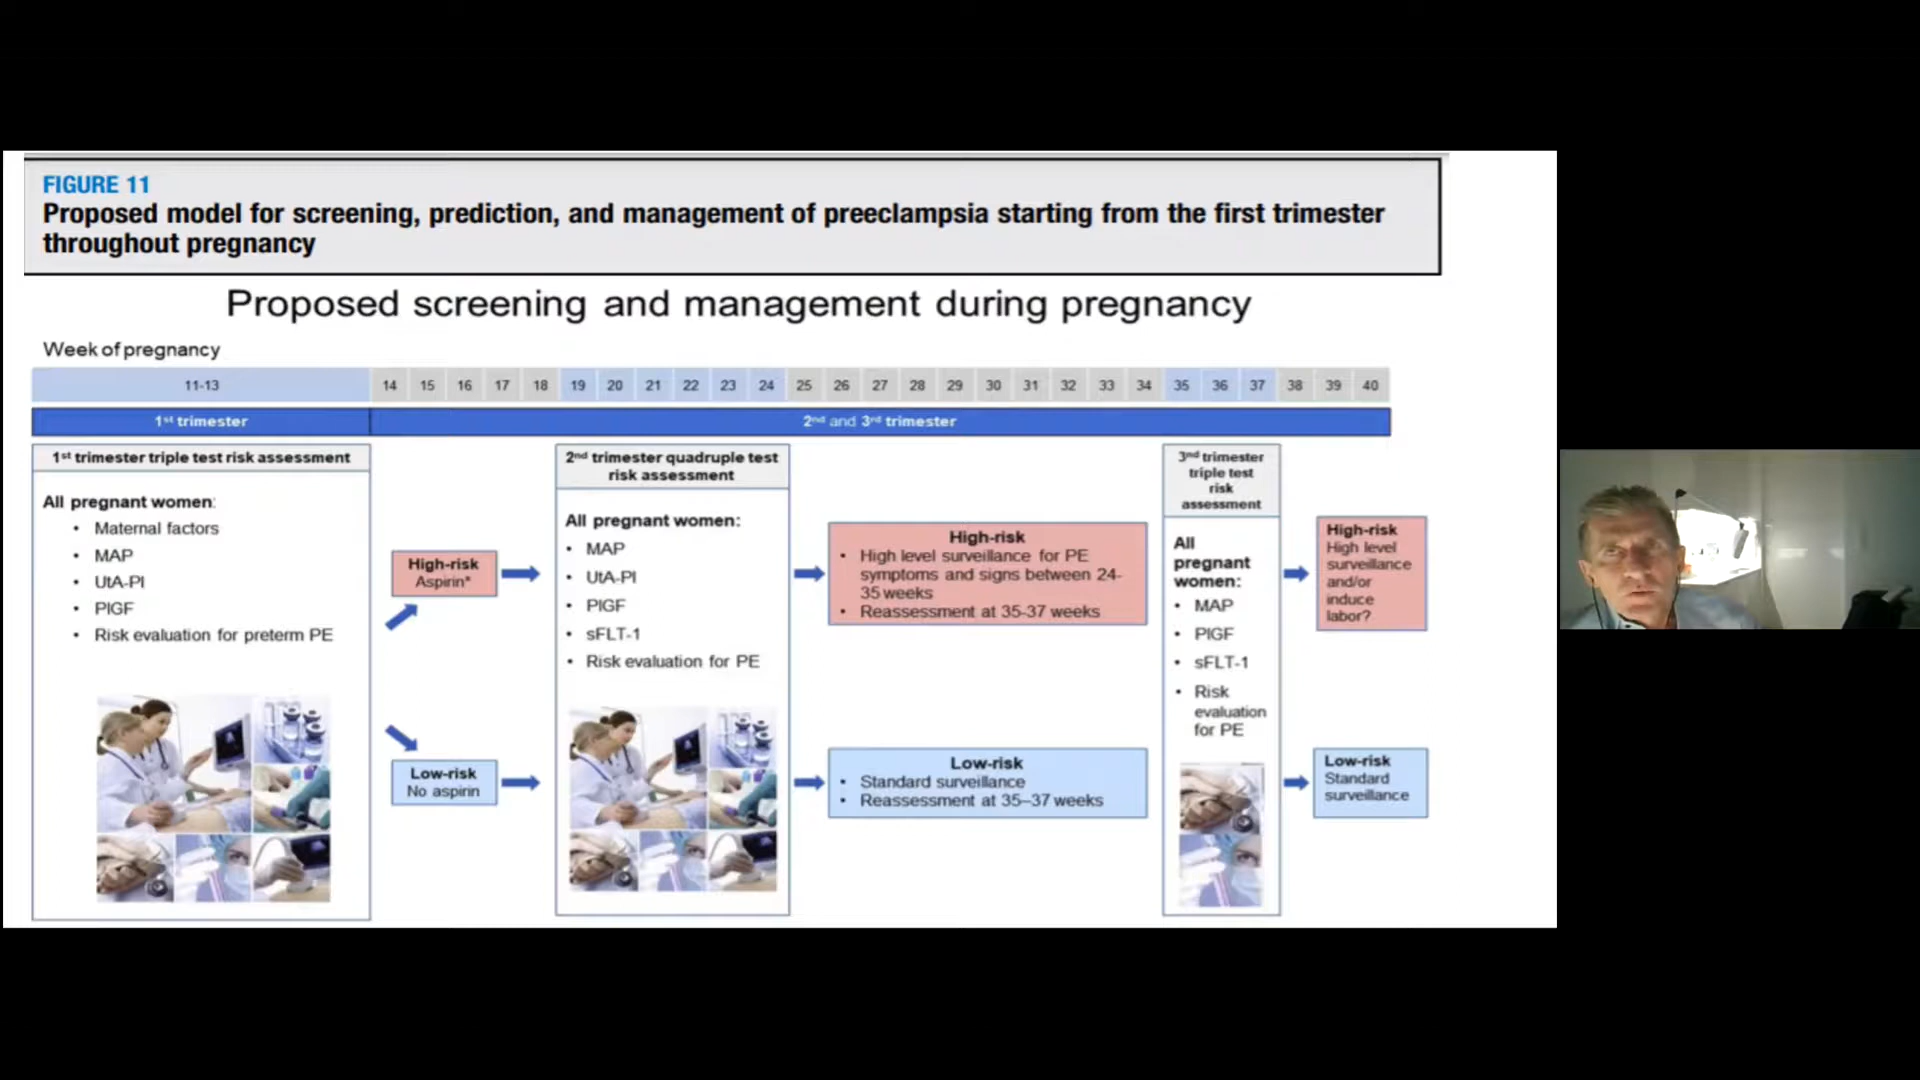 FIGURE 11
Proposed model for screening, prediction, and management of preeclampsia starting from the first trimester
throughout pregnancy
Proposed screening and management during pregnancy
Week of pregnancy
11-13 14 15 16 17 18 19 20 21 22 23 24 25 26 27 28 29 30 31 32 33 34 35 36 37 38 39 40
1st trimester
2nd and 3rd trimester
1st trimester triple test risk assessment
All pregnant women:
• Maternal factors
• MAP
• UtA-PI
• PlGF
• Risk evaluation for preterm PE
High-risk
Aspirin*
Low-risk
No aspirin
2nd trimester quadruple test
risk assessment
All pregnant women:
• MAP
• UtA-PI
• PlGF
• sFLT-1
• Risk evaluation for PE
High-risk
• High level surveillance for PE
symptoms and signs between 24-
35 weeks
• Reassessment at 35-37 weeks
Low-risk
• Standard surveillance
• Reassessment at 35–37 weeks
3nd trimester
triple test
risk
assessment
All
pregnant
women:
• MAP
• PlGF
• sFLT-1
• Risk
evaluation
for PE
High-risk
High level
surveillance
and/or
induce
labor?
Low-risk
Standard
surveillance